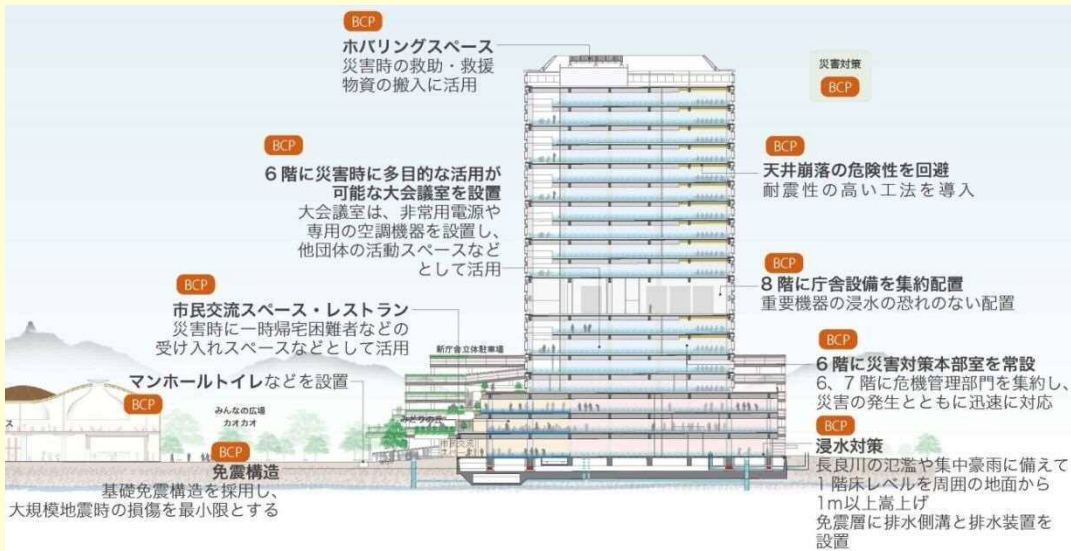 BCP
ホバリングスペース
災害時の救助・救援
物資の搬入に活用
災害対策
BCP
BCP
6階に災害時に多目的な活用が
可能な大会議室を設置
大会議室は、非常用電源や
専用の空調機器を設置し、
他団体の活動スペースなど
として活用
BCP
天井崩落の危険性を回避
耐震性の高い工法を導入
BCP
8階に庁舎設備を集約配置
重要機器の浸水の恐れのない配置
BCP
市民交流スペース・レストラン
災害時に一時帰宅困難者などの
受け入れスペースなどとして活用
新庁舎立体駐車場
BCP
6階に災害対策本部室を常設
6、7階に危機管理部門を集約し、
災害の発生とともに迅速に対応
マンホールトイレなどを設置
BCP
みんなの広場
カオカオ
みどりの丘
ス
BCP
免震構造
基礎免震構造を採用し、
大規模地震時の損傷を最小限とする
BCP
浸水対策
長良川の氾濫や集中豪雨に備えて
1階床レベルを周囲の地面から
1m以上嵩上げ
免震層に排水側溝と排水装置を
設置